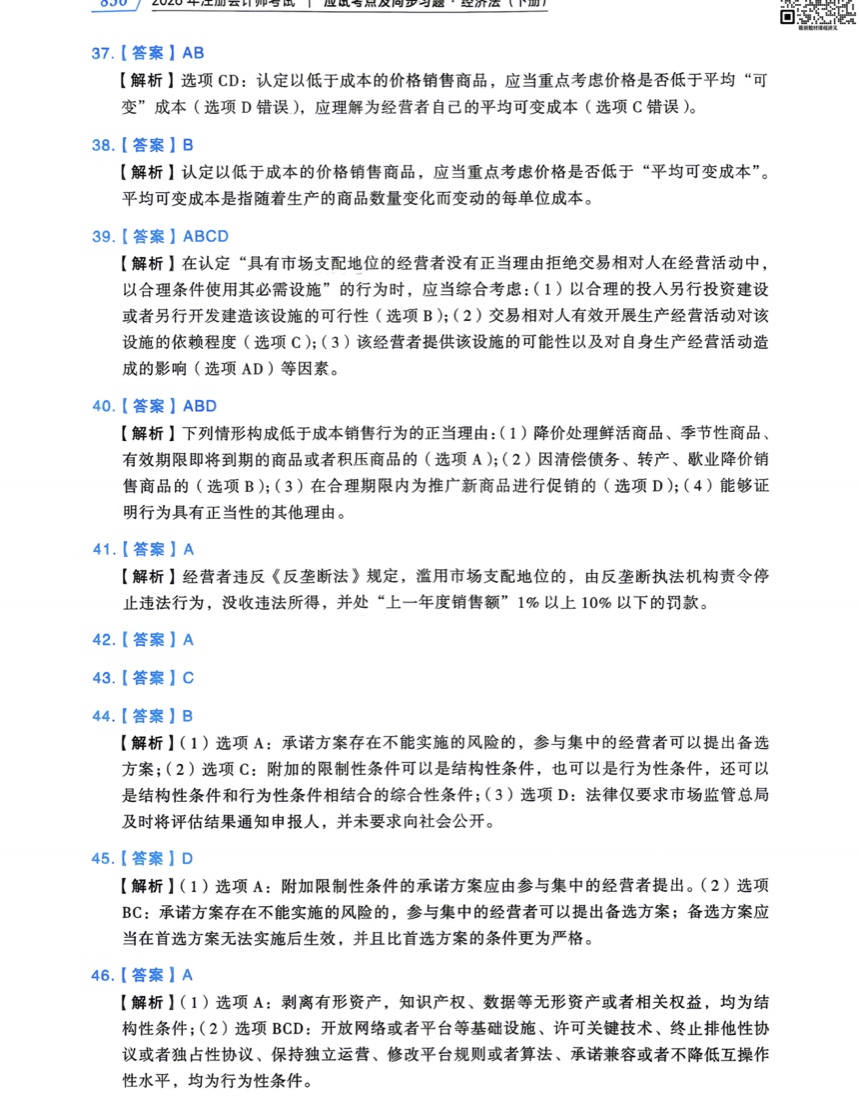 850 / 2026年注册会计师考试 | 应试考点及同步习题·经济法（下册）
37.【答案】AB
【解析】选项 CD：认定以低于成本的价格销售商品，应当重点考虑价格是否低于平均“可
变”成本（选项 D 错误），应理解为经营者自己的平均可变成本（选项 C 错误）。
38.【答案】B
【解析】认定以低于成本的价格销售商品，应当重点考虑价格是否低于“平均可变成本”。
平均可变成本是指随着生产的商品数量变化而变动的每单位成本。
39.【答案】ABCD
【解析】在认定“具有市场支配地位的经营者没有正当理由拒绝交易相对人在经营活动中，
以合理条件使用其必需设施”的行为时，应当综合考虑：（1）以合理的投入另行投资建设
或者另行开发建造该设施的可行性（选项 B）；（2）交易相对人有效开展生产经营活动对该
设施的依赖程度（选项 C）；（3）该经营者提供该设施的可能性以及对自身生产经营活动造
成的影响（选项 AD）等因素。
40.【答案】ABD
【解析】下列情形构成低于成本销售行为的正当理由：（1）降价处理鲜活商品、季节性商品、
有效期限即将到期的商品或者积压商品的（选项 A）；（2）因清偿债务、转产、歇业降价销
售商品的（选项 B）；（3）在合理期限内为推广新商品进行促销的（选项 D）；（4）能够证
明行为具有正当性的其他理由。
41.【答案】A
【解析】经营者违反《反垄断法》规定，滥用市场支配地位的，由反垄断执法机构责令停
止违法行为，没收违法所得，并处“上一年度销售额”1% 以上 10% 以下的罚款。
42.【答案】A
43.【答案】C
44.【答案】B
【解析】（1）选项 A：承诺方案存在不能实施的风险的，参与集中的经营者可以提出备选
方案；（2）选项 C：附加的限制性条件可以是结构性条件，也可以是行为性条件，还可以
是结构性条件和行为性条件相结合的综合性条件；（3）选项 D：法律仅要求市场监管总局
及时将评估结果通知申报人，并未要求向社会公开。
45.【答案】D
【解析】（1）选项 A：附加限制性条件的承诺方案应由参与集中的经营者提出。（2）选项
BC：承诺方案存在不能实施的风险的，参与集中的经营者可以提出备选方案；备选方案应
当在首选方案无法实施后生效，并且比首选方案的条件更为严格。
46.【答案】A
【解析】（1）选项 A：剥离有形资产，知识产权、数据等无形资产或者相关权益，均为结
构性条件；（2）选项 BCD：开放网络或者平台等基础设施、许可关键技术、终止排他性协
议或者独占性协议、保持独立运营、修改平台规则或者算法、承诺兼容或者不降低互操作
性水平，均为行为性条件。